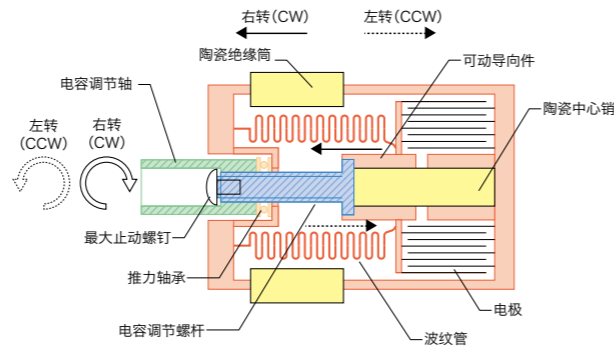 右转(CW)
左转(CCW)
陶瓷绝缘筒
可动导向件
电容调节轴
陶瓷中心销
左转
(CCW)
右转
(CW)
最大止动螺钉
推力轴承
电容调节螺杆
波纹管
电极